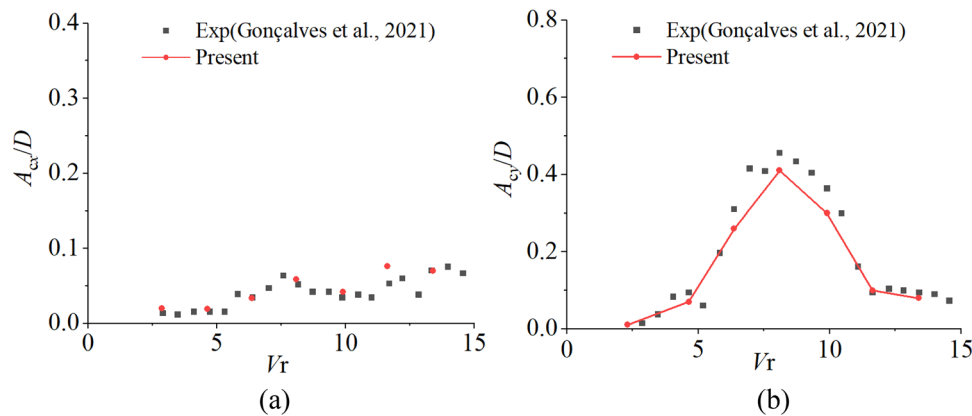 0.4
0.3
0.2
0.1
0.0
0
5
10
15
Exp(Gonçalves et al., 2021)
Present
Acx/D
Vr
(a)
0.8
0.6
0.4
0.2
0.0
0
5
10
15
Exp(Gonçalves et al., 2021)
Present
Acy/D
Vr
(b)